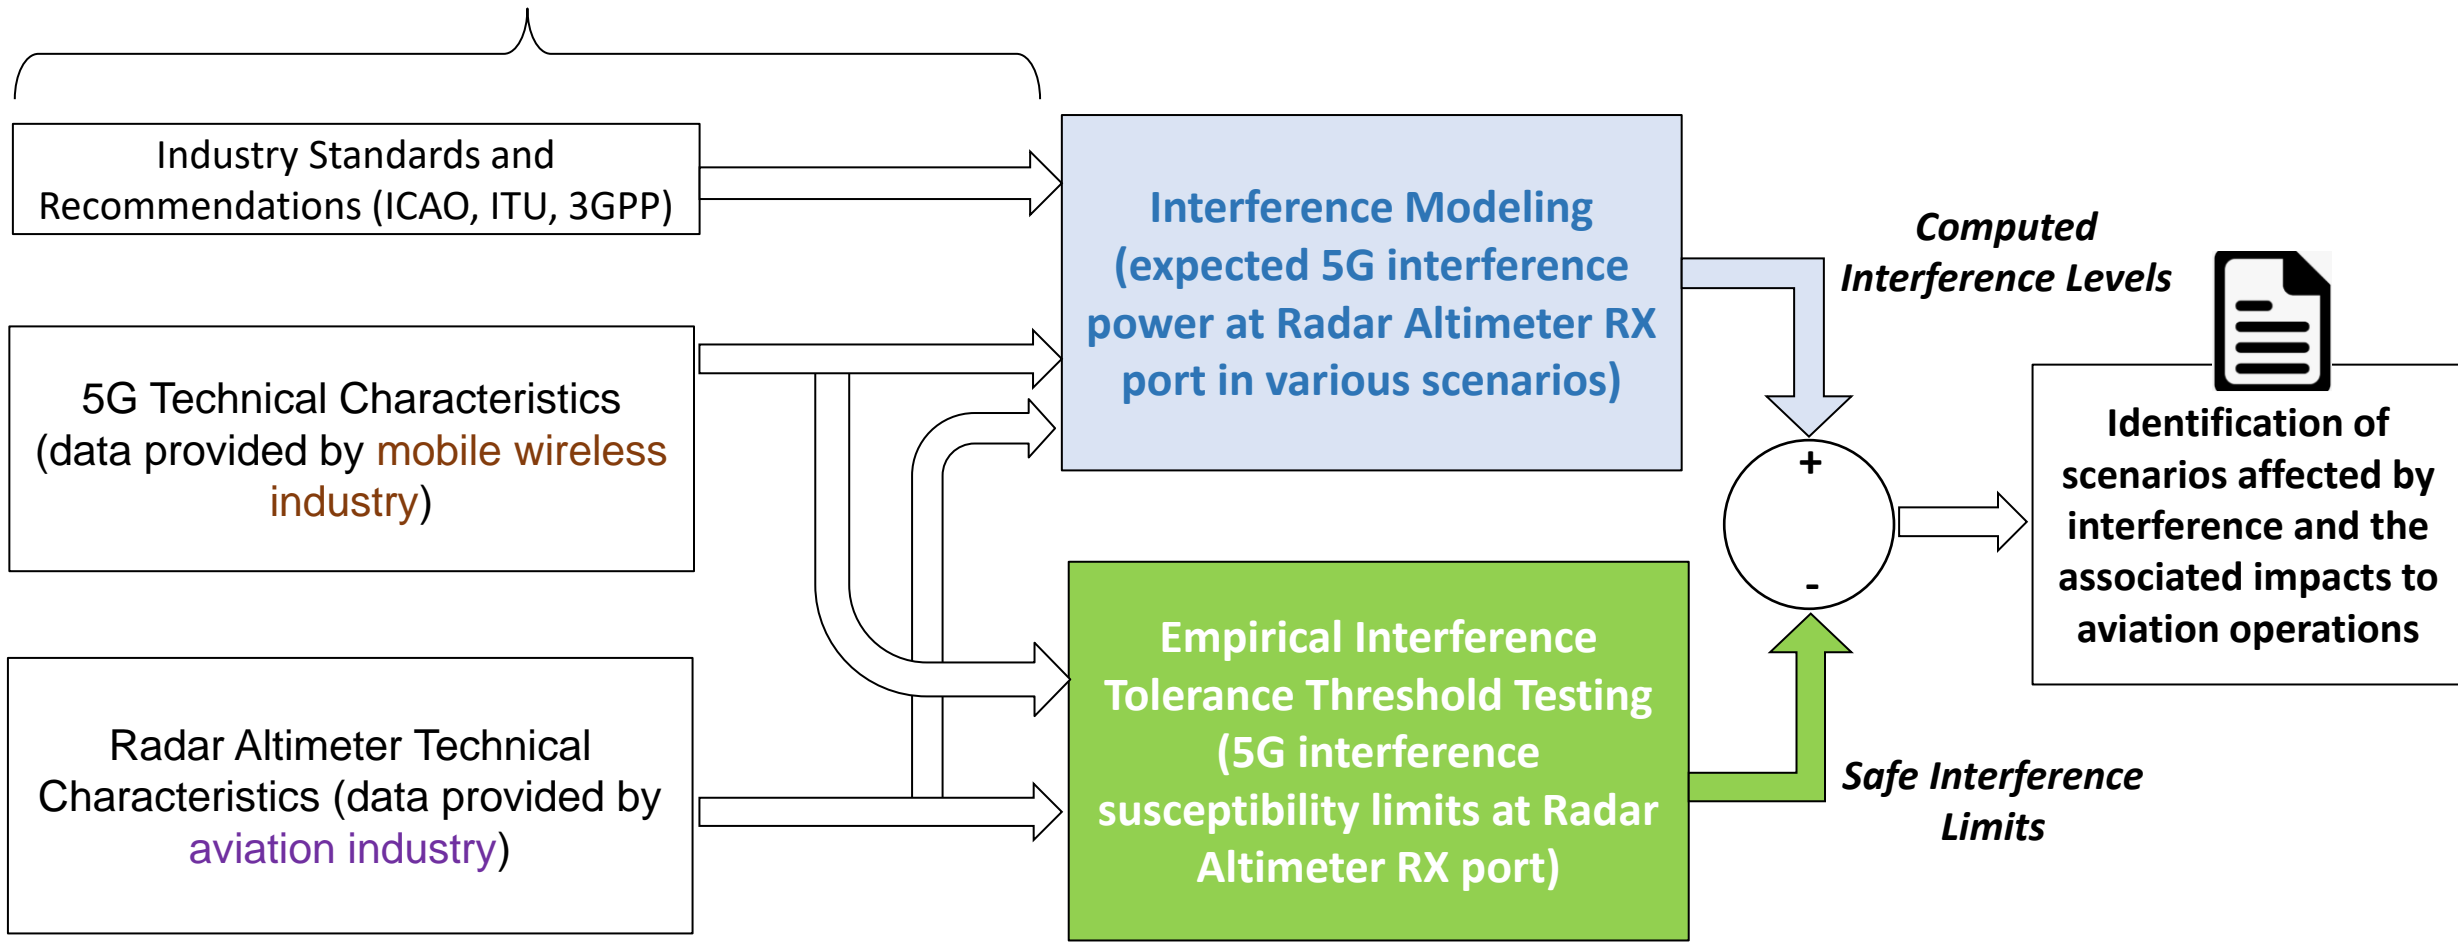 Industry Standards and
Recommendations (ICAO, ITU, 3GPP)
5G Technical Characteristics
(data provided by mobile wireless
industry)
Radar Altimeter Technical
Characteristics (data provided by
aviation industry)
Interference Modeling
(expected 5G interference
power at Radar Altimeter RX
port in various scenarios)
Empirical Interference
Tolerance Threshold Testing
(5G interference
susceptibility limits at Radar
Altimeter RX port)
Computed
Interference Levels
+
-
Safe Interference
Limits
Identification of
scenarios affected by
interference and the
associated impacts to
aviation operations